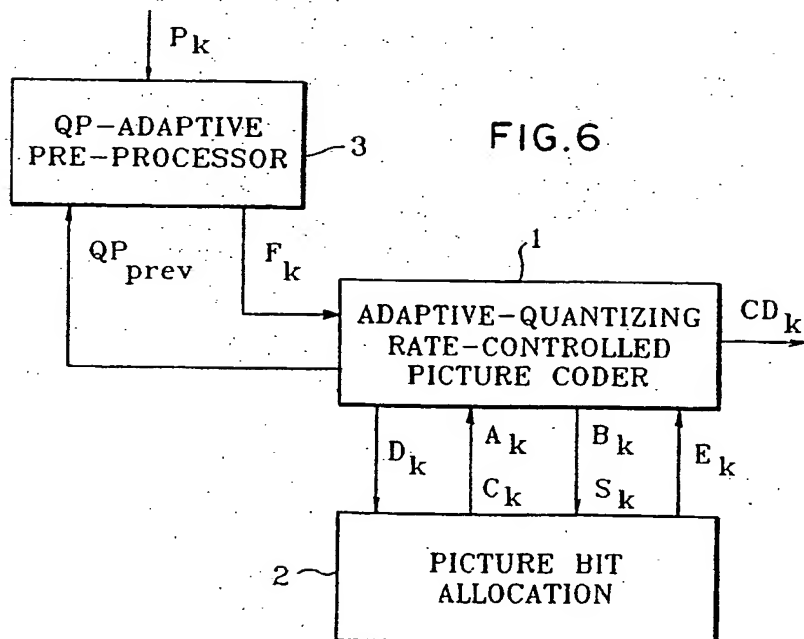 P_k
QP-ADAPTIVE
PRE-PROCESSOR
3
FIG.6
QP_prev
F_k
1
ADAPTIVE-QUANTIZING
RATE-CONTROLLED
PICTURE CODER
CD_k
D_k
A_k
C_k
B_k
S_k
E_k
2
PICTURE BIT
ALLOCATION